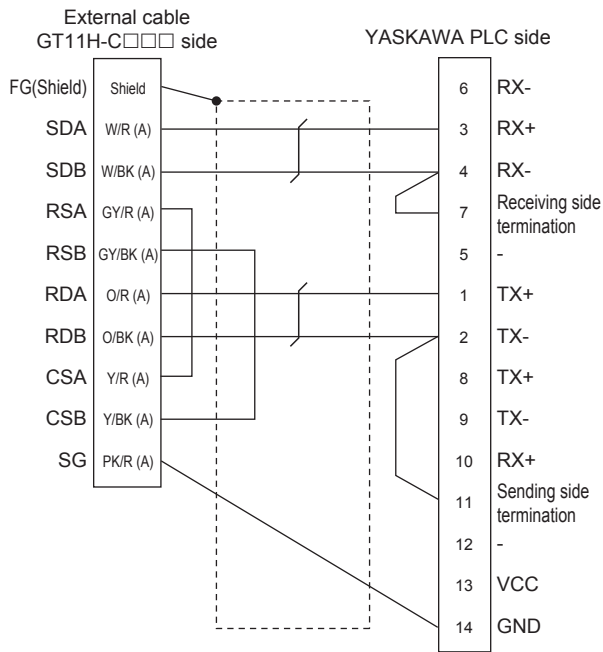 External cable
GT11H-C□□□ side
YASKAWA PLC side
FG(Shield) Shield 6 RX-
SDA W/R (A) 3 RX+
SDB W/BK (A) 4 RX-
RSA GY/R (A) 7 Receiving side
termination
RSB GY/BK (A) 5 -
RDA O/R (A) 1 TX+
RDB O/BK (A) 2 TX-
CSA Y/R (A) 8 TX+
CSB Y/BK (A) 9 TX-
SG PK/R (A) 10 RX+
11 Sending side
termination
12 -
13 VCC
14 GND